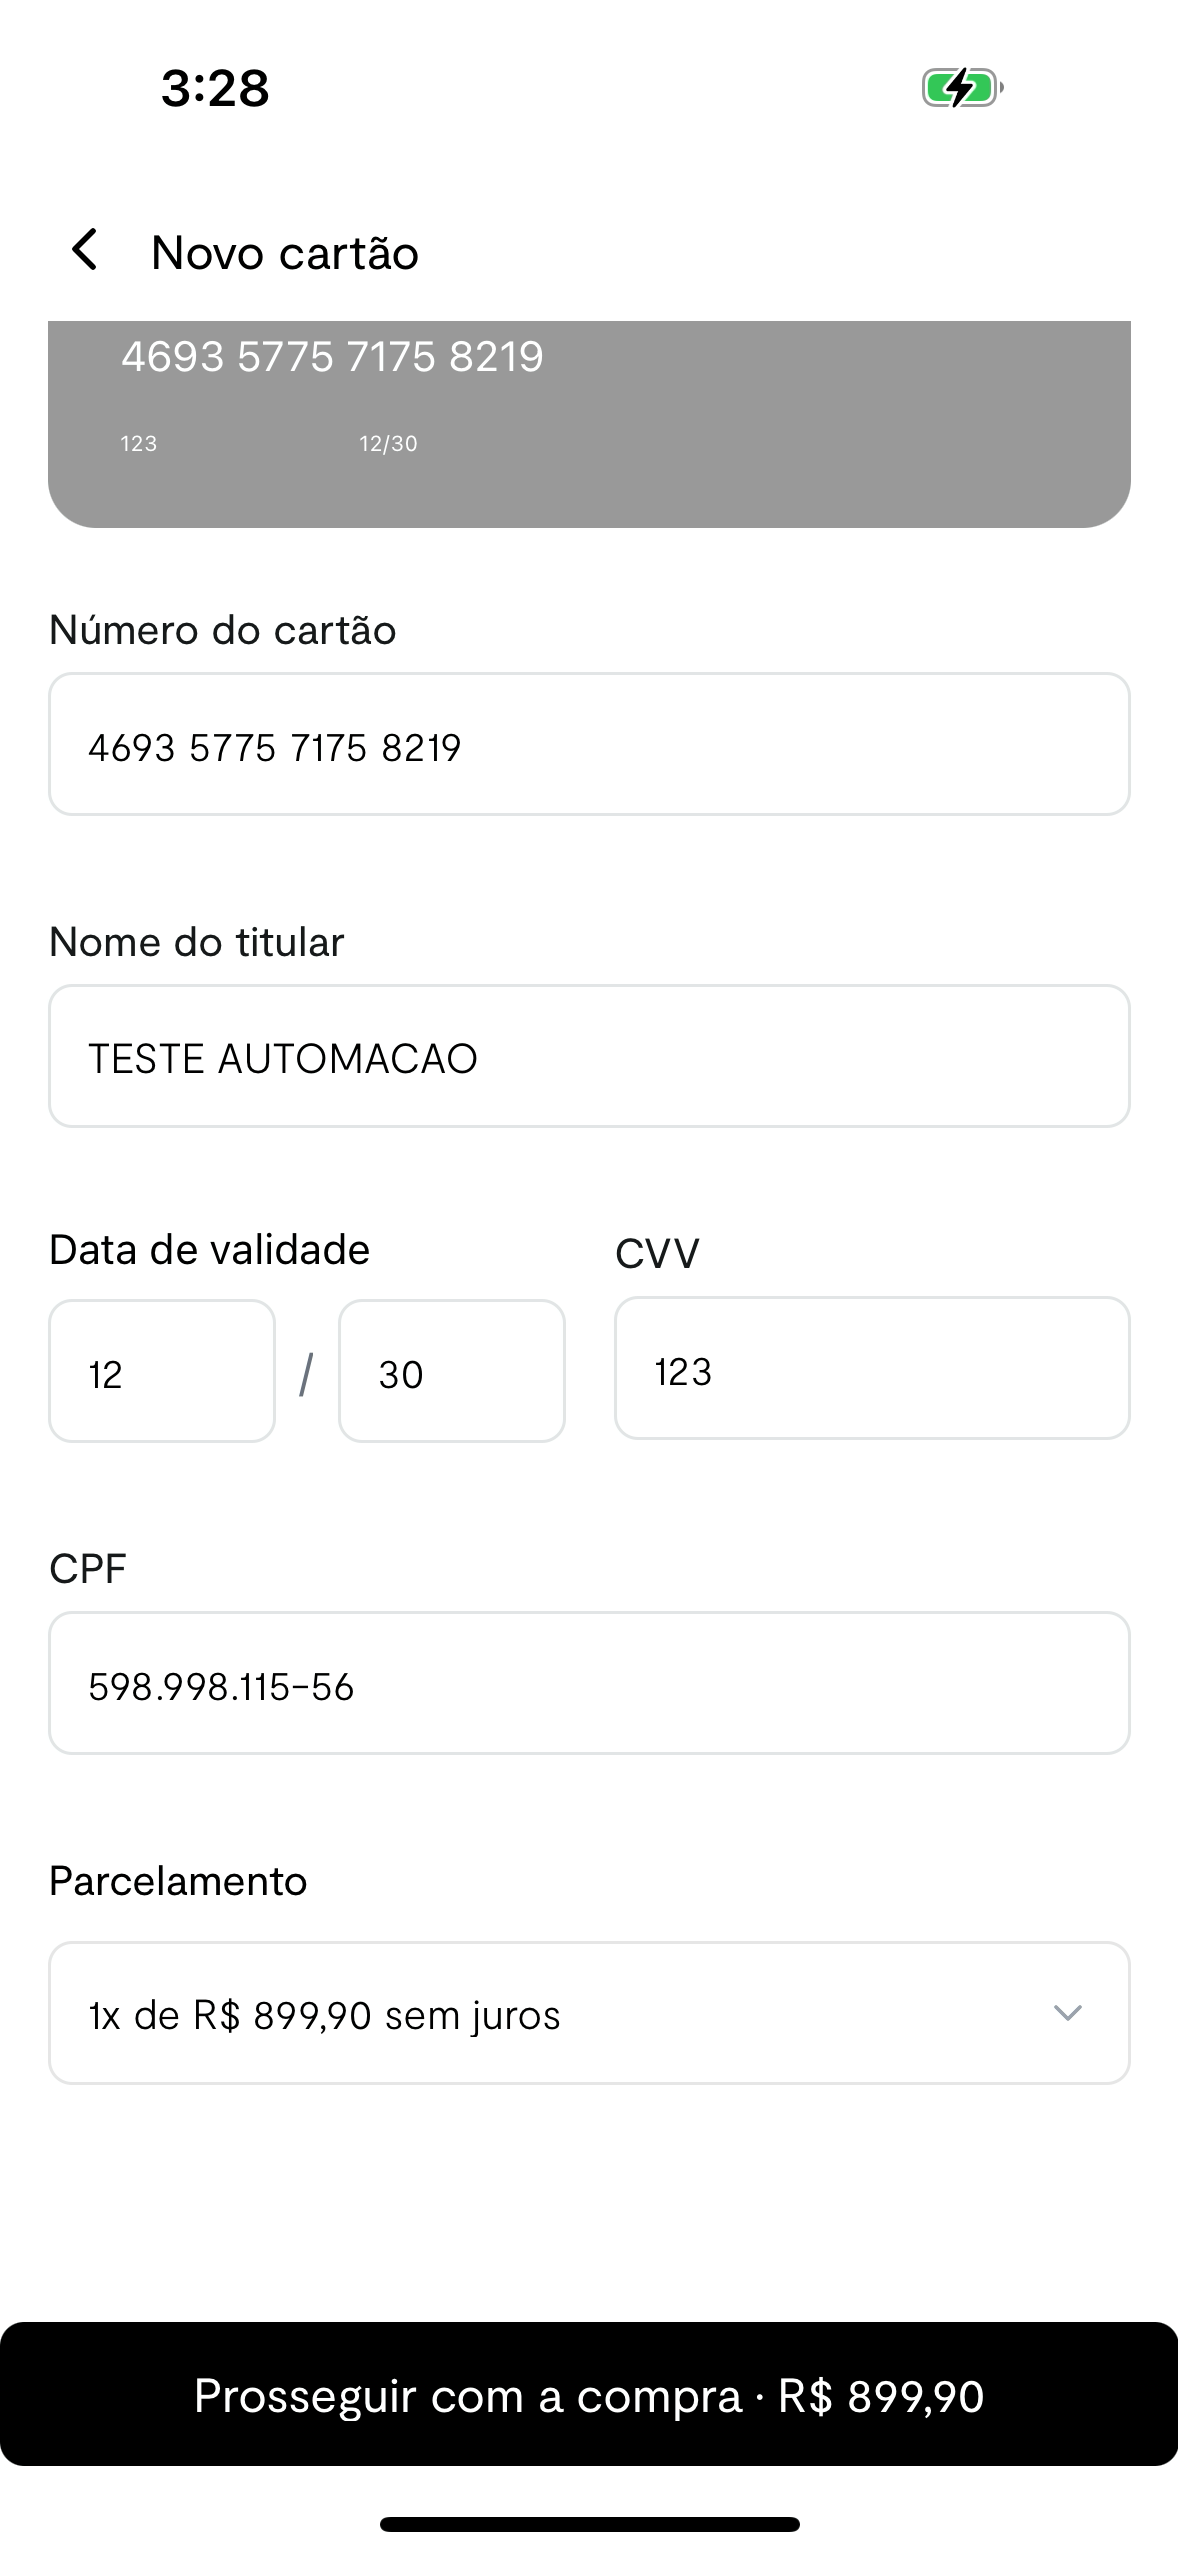 3:28
Novo cartão
4693 5775 7175 8219
123 12/30
Número do cartão
4693 5775 7175 8219
Nome do titular
TESTE AUTOMACAO
Data de validade CVV
12 / 30 123
CPF
598.998.115-56
Parcelamento
1x de R$ 899,90 sem juros
Prosseguir com a compra · R$ 899,90